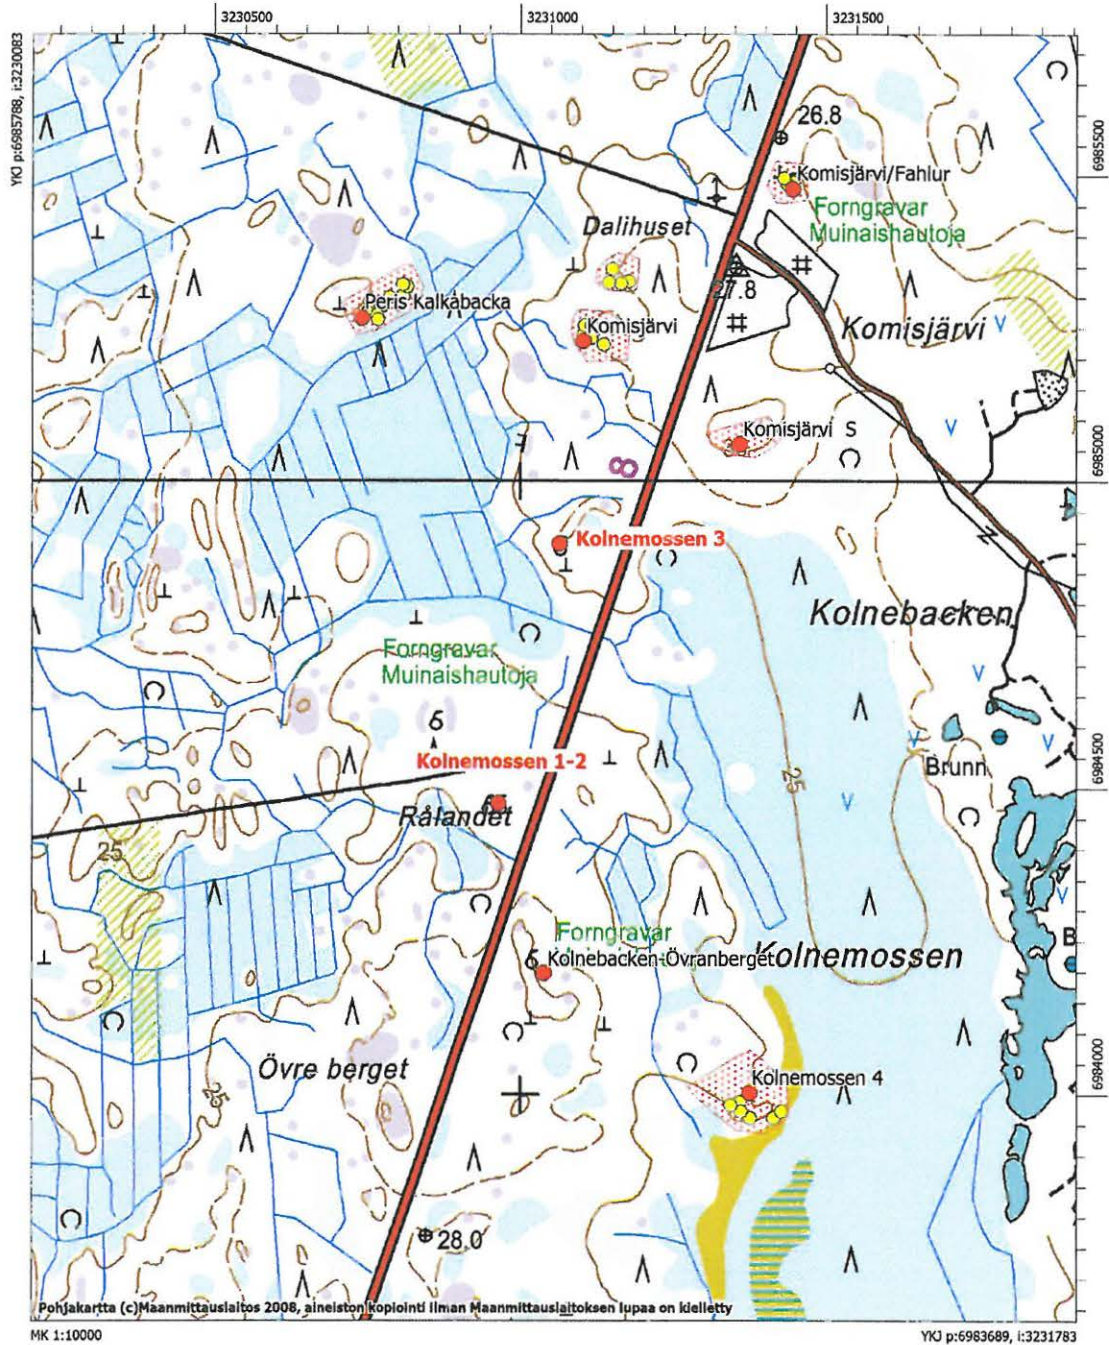 3230500
3231000
3231500
YKJ p:6985788, i:3230083
26.8
6985500
Komisjärvi/Fahlur
Forngravar
Muinaishautoja
Dalihuset
27.8
Peris Kalkåbacka
Komisjärvi
Komisjärvi
Komisjärvi S
6985000
Kolnemossen 3
Kolnebacken
Forngravar
Muinaishautoja
Kolnemossen 1-2
6984500
Brunn
25
Rålandet
25
Forngravar
Kolnebacken-Övranberget
Kolnemossen
B
Övre berget
25
Kolnemossen 4
6984000
28.0
Pohjakartta (c)Maanmittauslaitos 2008, aineiston kopiointi ilman Maanmittauslaitoksen lupaa on kielletty
MK 1:10000
YKJ p:6983689, i:3231783